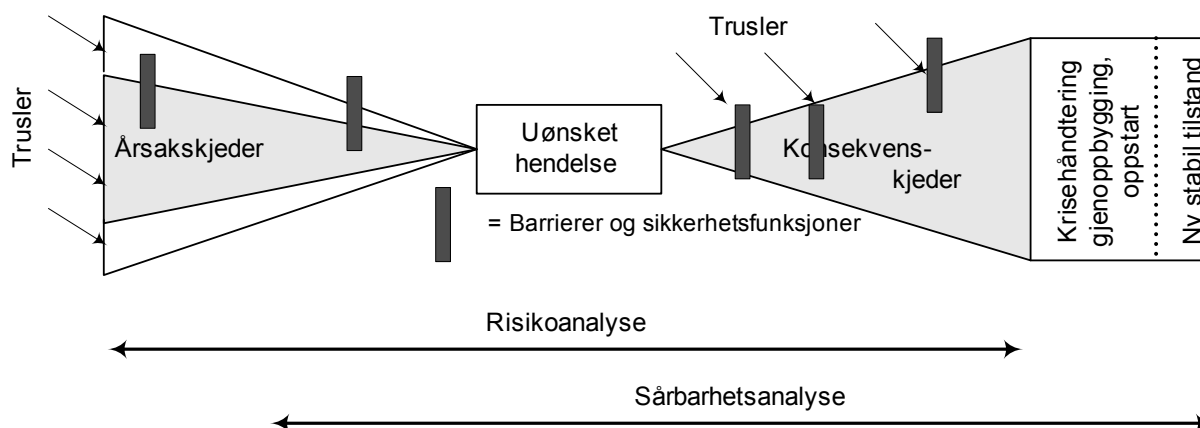 Trusler
Årsakskjeder
Uønsket
hendelse
= Barrierer og sikkerhetsfunksjoner
Trusler
Konsekvens-
kjeder
Krisehåndtering
gjenoppbygging,
oppstart
Ny stabil tilstand
Risikoanalyse
Sårbarhetsanalyse